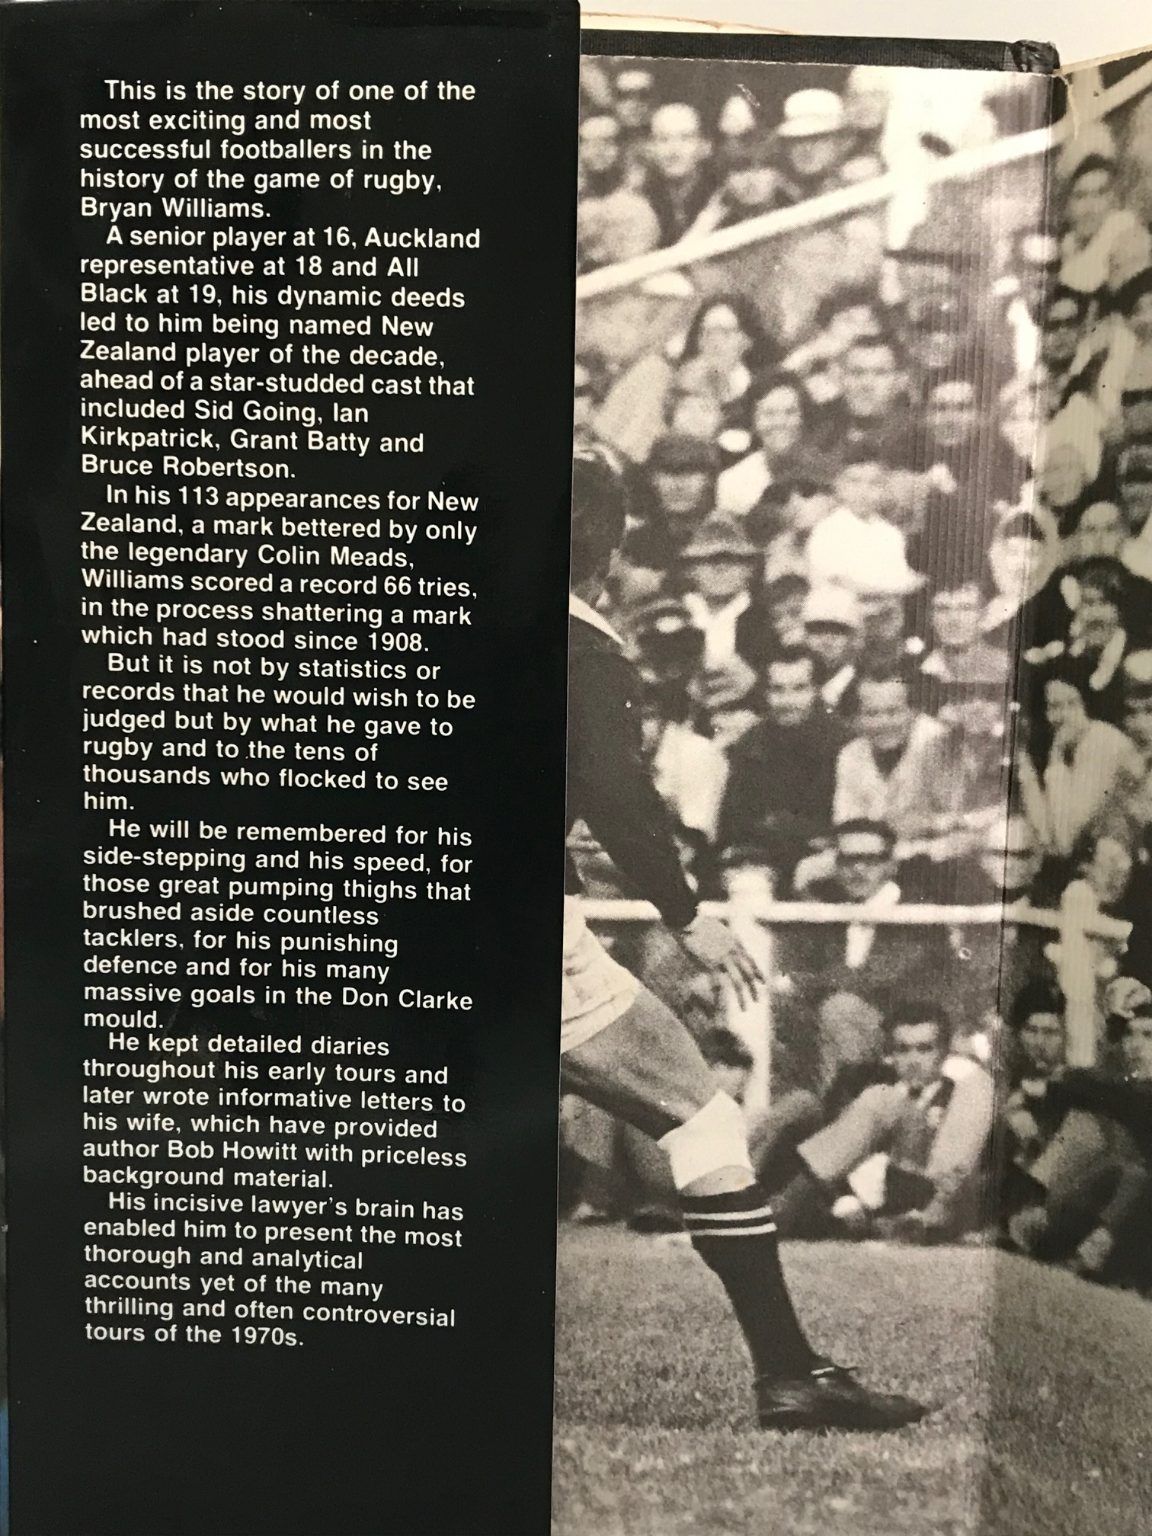 This is the story of one of the
most exciting and most
successful footballers in the
history of the game of rugby,
Bryan Williams.
A senior player at 16, Auckland
representative at 18 and All
Black at 19, his dynamic deeds
led to him being named New
Zealand player of the decade,
ahead of a star-studded cast that
included Sid Going, Ian
Kirkpatrick, Grant Batty and
Bruce Robertson.
In his 113 appearances for New
Zealand, a mark bettered by only
the legendary Colin Meads,
Williams scored a record 66 tries,
in the process shattering a mark
which had stood since 1908.
But it is not by statistics or
records that he would wish to be
judged but by what he gave to
rugby and to the tens of
thousands who flocked to see
him.
He will be remembered for his
side-stepping and his speed, for
those great pumping thighs that
brushed aside countless
tacklers, for his punishing
defence and for his many
massive goals in the Don Clarke
mould.
He kept detailed diaries
throughout his early tours and
later wrote informative letters to
his wife, which have provided
author Bob Howitt with priceless
background material.
His incisive lawyer's brain has
enabled him to present the most
thorough and analytical
accounts yet of the many
thrilling and often controversial
tours of the 1970s.